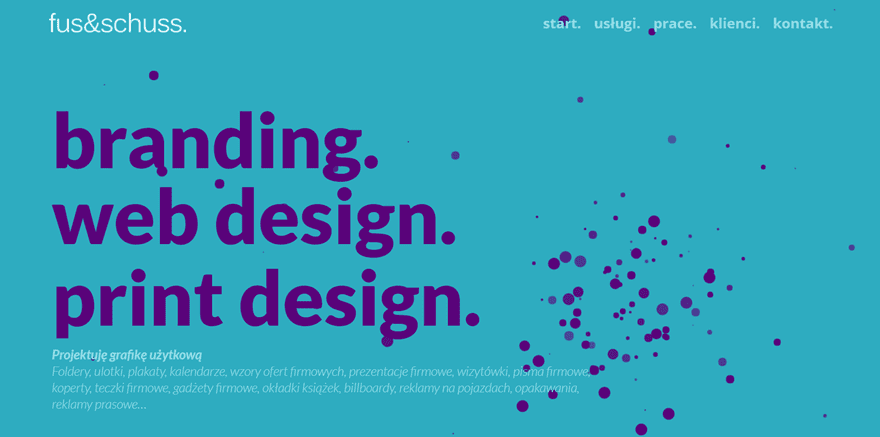 fus&schuss.
start. usługi. prace. klienci. kontakt.
branding.
web design.
print design.
Projektuję grafikę użytkową
Foldery, ulotki, plakaty, kalendarze, wzory ofert firmowych, prezentacje firmowe, wizytówki, pisma firmowe,
koperty, teczki firmowe, gadżety firmowe, okładki książek, billboardy, reklamy na pojazdach, opakowania,
reklamy prasowe...